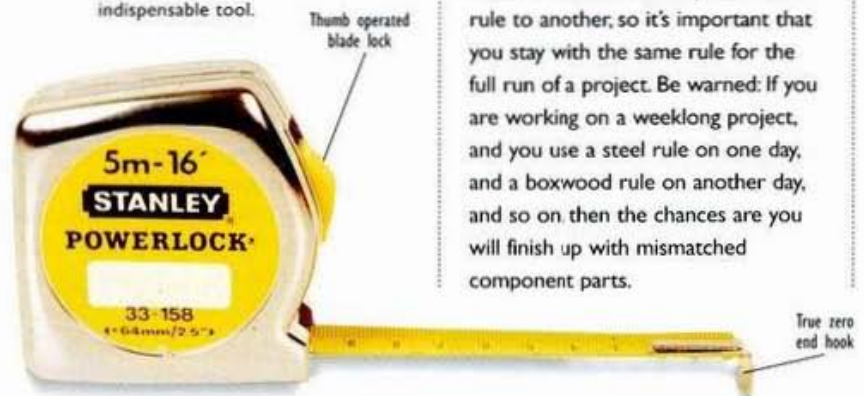 indispensable tool.
Thumb operated
blade lock
5m-16´
STANLEY
POWERLOCK
33-158
64mm/2.5"
rule to another, so it's important that
you stay with the same rule for the
full run of a project. Be warned: If you
are working on a weeklong project,
and you use a steel rule on one day,
and a boxwood rule on another day,
and so on, then the chances are you
will finish up with mismatched
component parts.
True zero
end hook